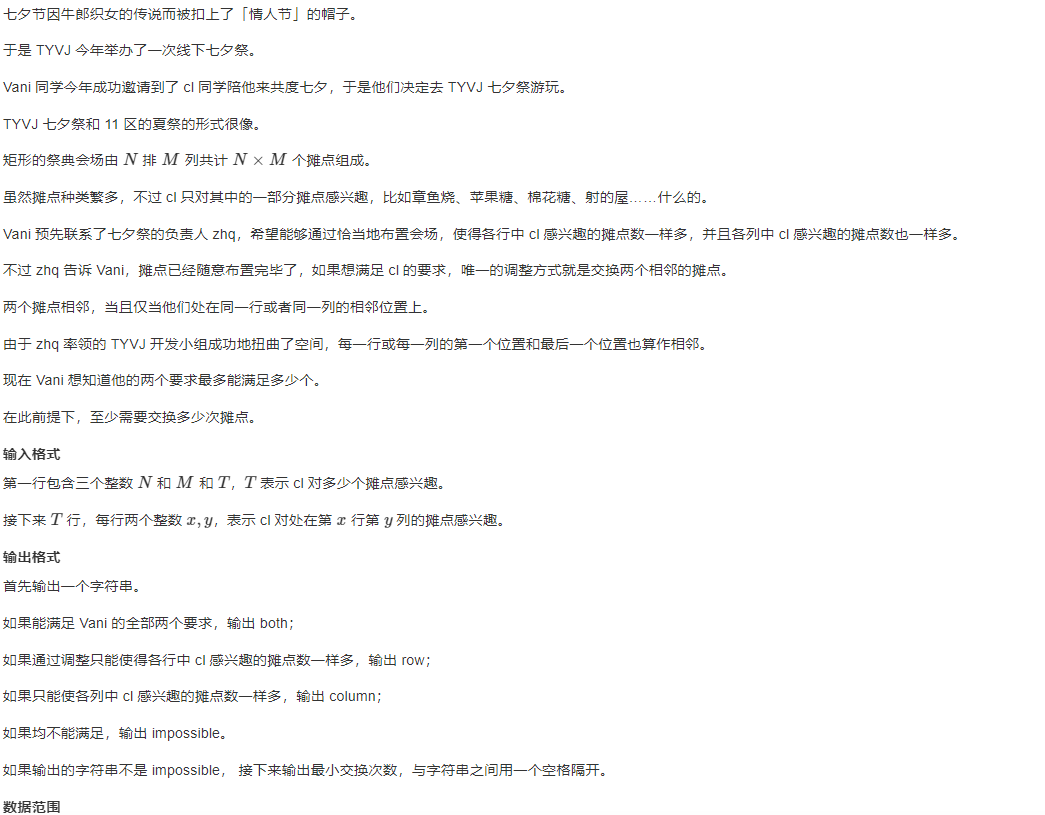 七夕节因牛郎织女的传说而被扣上了「情人节」的帽子。
于是 TYVJ 今年举办了一次线下七夕祭。
Vani 同学今年成功邀请到了 cl 同学陪他来共度七夕，于是他们决定去 TYVJ 七夕祭游玩。
TYVJ 七夕祭和 11 区的夏祭的形式很像。
矩形的祭典会场由 N 排 M 列共计 N × M 个摊点组成。
虽然摊点种类繁多，不过 cl 只对其中的一部分摊点感兴趣，比如章鱼烧、苹果糖、棉花糖、射的屋……什么的。
Vani 预先联系了七夕祭的负责人 zhq，希望能够通过恰当地布置会场，使得各行中 cl 感兴趣的摊点数一样多，并且各列中 cl 感兴趣的摊点数也一样多。
不过 zhq 告诉 Vani，摊点已经随意布置完毕了，如果想满足 cl 的要求，唯一的调整方式就是交换两个相邻的摊点。
两个摊点相邻，当且仅当他们处在同一行或者同一列的相邻位置上。
由于 zhq 率领的 TYVJ 开发小组成功地扭曲了空间，每一行或每一列的第一个位置和最后一个位置也算作相邻。
现在 Vani 想知道他的两个要求最多能满足多少个。
在此前提下，至少需要交换多少次摊点。
输入格式
第一行包含三个整数 N 和 M 和 T，T 表示 cl 对多少个摊点感兴趣。
接下来 T 行，每行两个整数 x, y，表示 cl 对处在第 x 行第 y 列的摊点感兴趣。
输出格式
首先输出一个字符串。
如果能满足 Vani 的全部两个要求，输出 both；
如果通过调整只能使得各行中 cl 感兴趣的摊点数一样多，输出 row；
如果只能使各列中 cl 感兴趣的摊点数一样多，输出 column；
如果均不能满足，输出 impossible。
如果输出的字符串不是 impossible， 接下来输出最小交换次数，与字符串之间用一个空格隔开。
数据范围